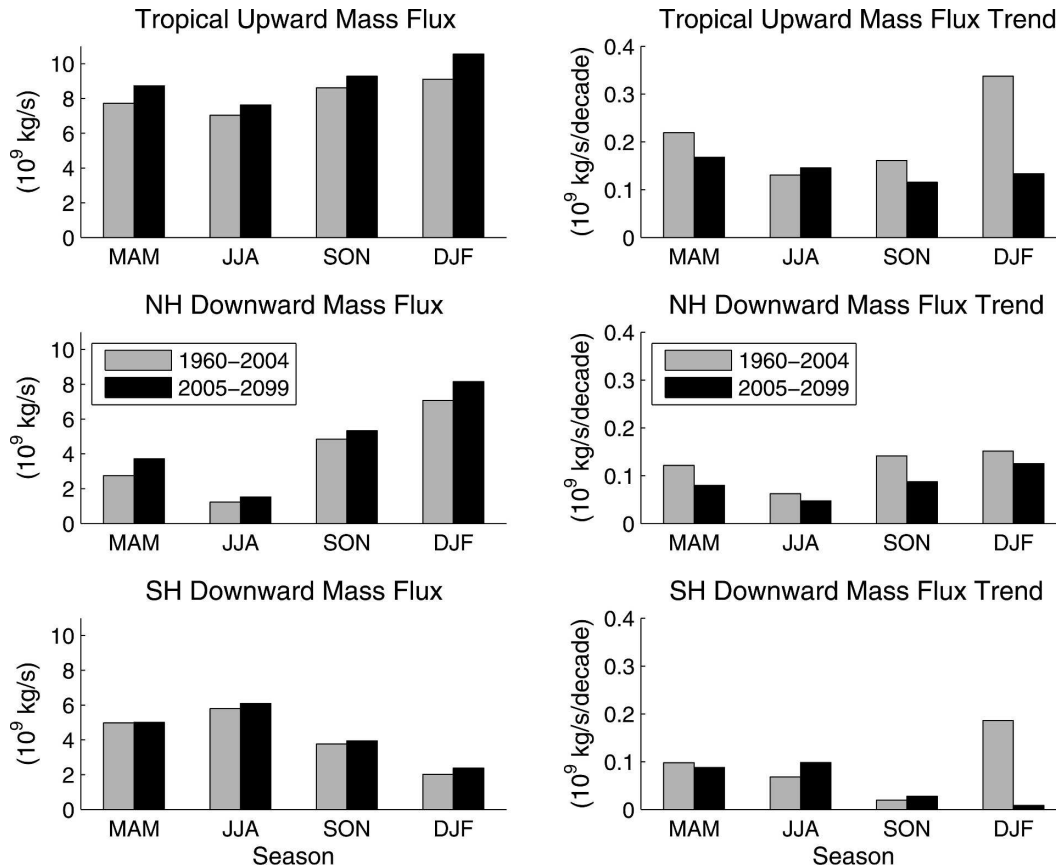 Tropical Upward Mass Flux
(10⁹ kg/s)
10
8
6
4
2
0
MAM JJA SON DJF
Tropical Upward Mass Flux Trend
(10⁹ kg/s/decade)
0.4
0.3
0.2
0.1
0
MAM JJA SON DJF
NH Downward Mass Flux
(10⁹ kg/s)
10
8
6
4
2
0
1960−2004
2005−2099
MAM JJA SON DJF
NH Downward Mass Flux Trend
(10⁹ kg/s/decade)
0.4
0.3
0.2
0.1
0
1960−2004
2005−2099
MAM JJA SON DJF
SH Downward Mass Flux
(10⁹ kg/s)
10
8
6
4
2
0
MAM JJA SON DJF
Season
SH Downward Mass Flux Trend
(10⁹ kg/s/decade)
0.4
0.3
0.2
0.1
0
MAM JJA SON DJF
Season